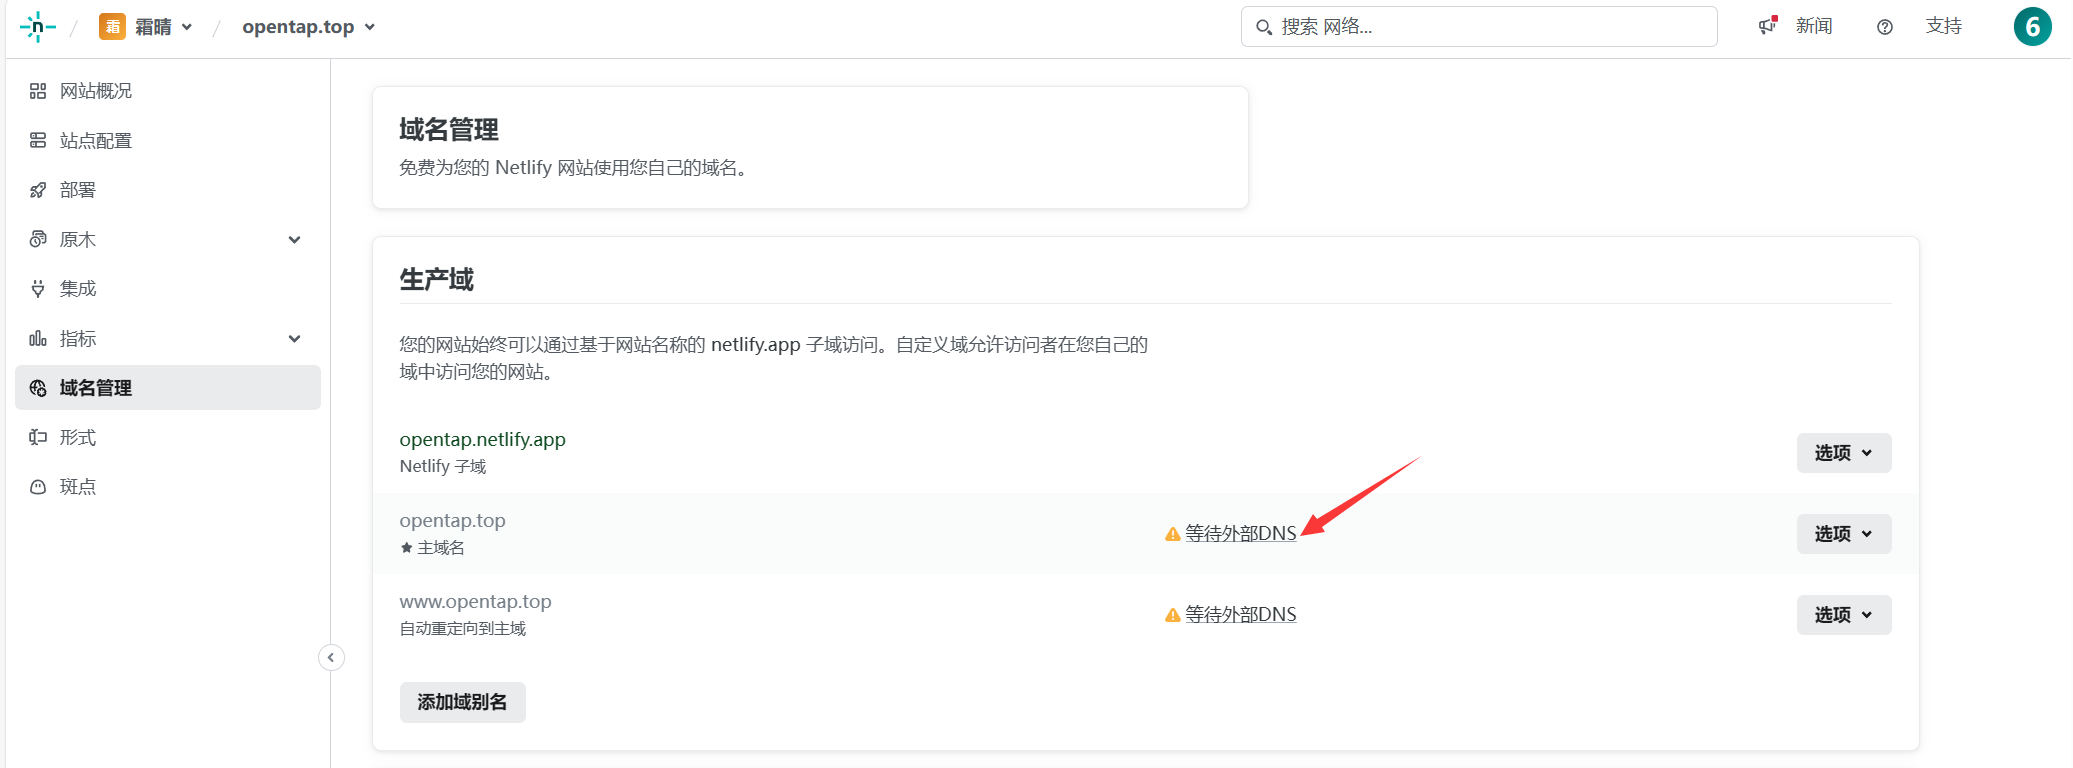 n / 霜 霜晴 / opentap.top
搜索 网络...
新闻
支持
6
网站概况
站点配置
部署
原木
集成
指标
域名管理
形式
斑点
域名管理
免费为您的 Netlify 网站使用您自己的域名。
生产域
您的网站始终可以通过基于网站名称的 netlify.app 子域访问。自定义域允许访问者在您自己的
域中访问您的网站。
opentap.netlify.app
Netlify 子域
选项
opentap.top
主域名
等待外部DNS
选项
www.opentap.top
自动重定向到主域
等待外部DNS
选项
添加域别名